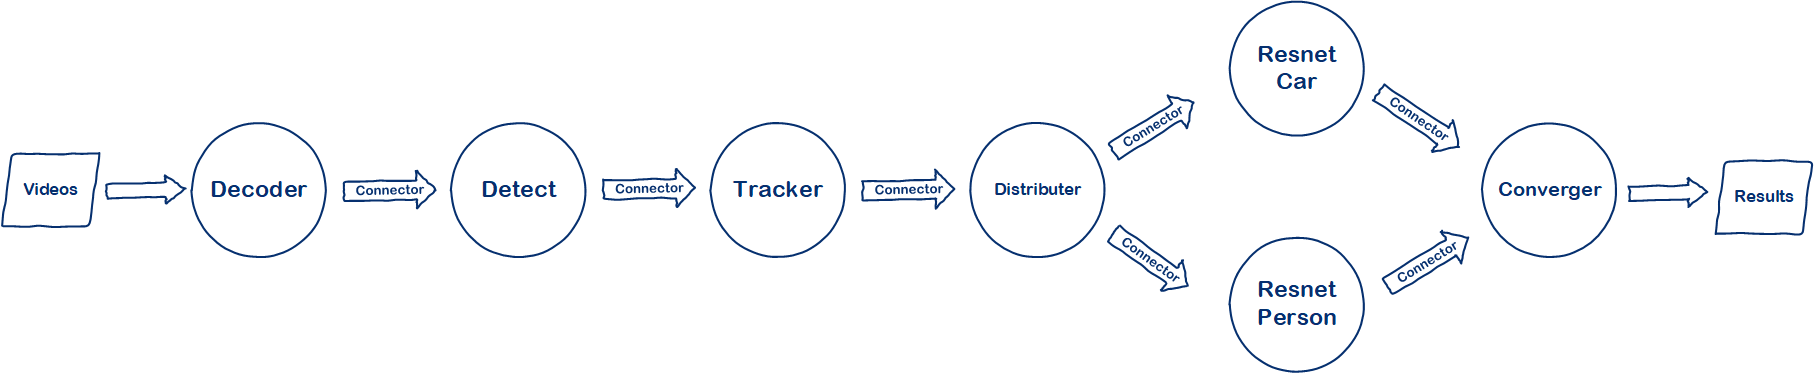 Videos
Decoder
Connector
Detect
Connector
Tracker
Connector
Distributer
Connector
Resnet
Car
Connector
Connector
Resnet
Person
Connector
Converger
Results